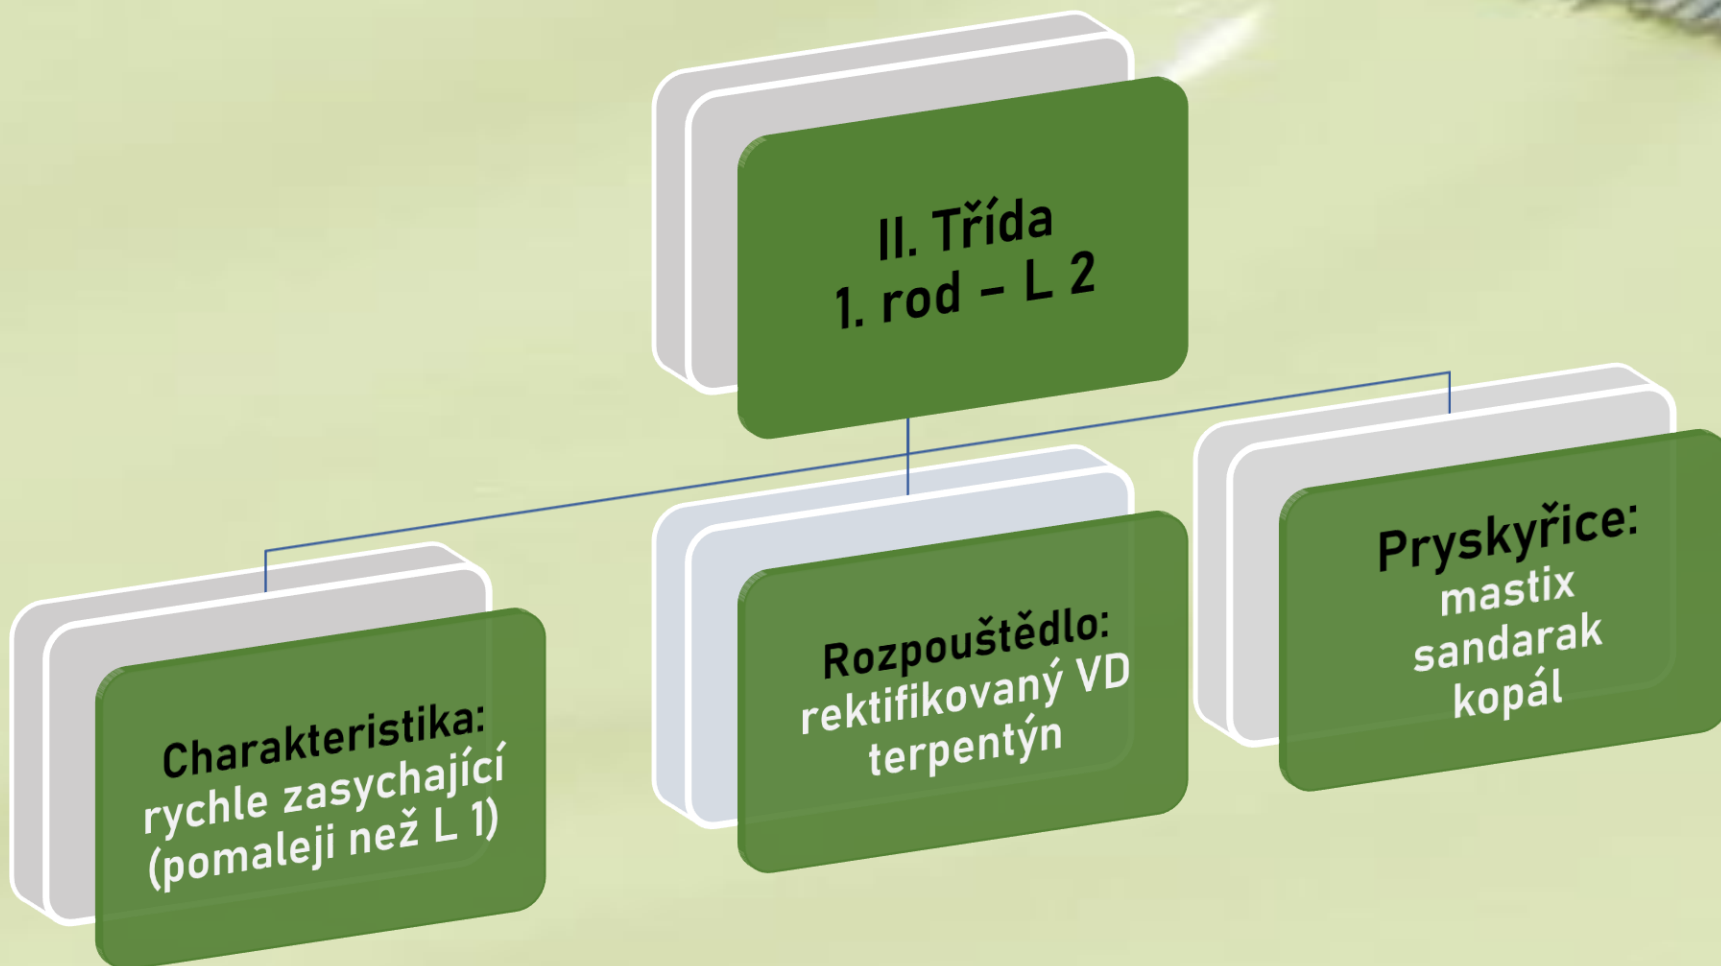 II. Třída
1. rod – L 2
Charakteristika:
rychle zasychající
(pomaleji než L 1)
Rozpouštědlo:
rektifikovaný VD
terpentýn
Pryskyřice:
mastix
sandarak
kopál